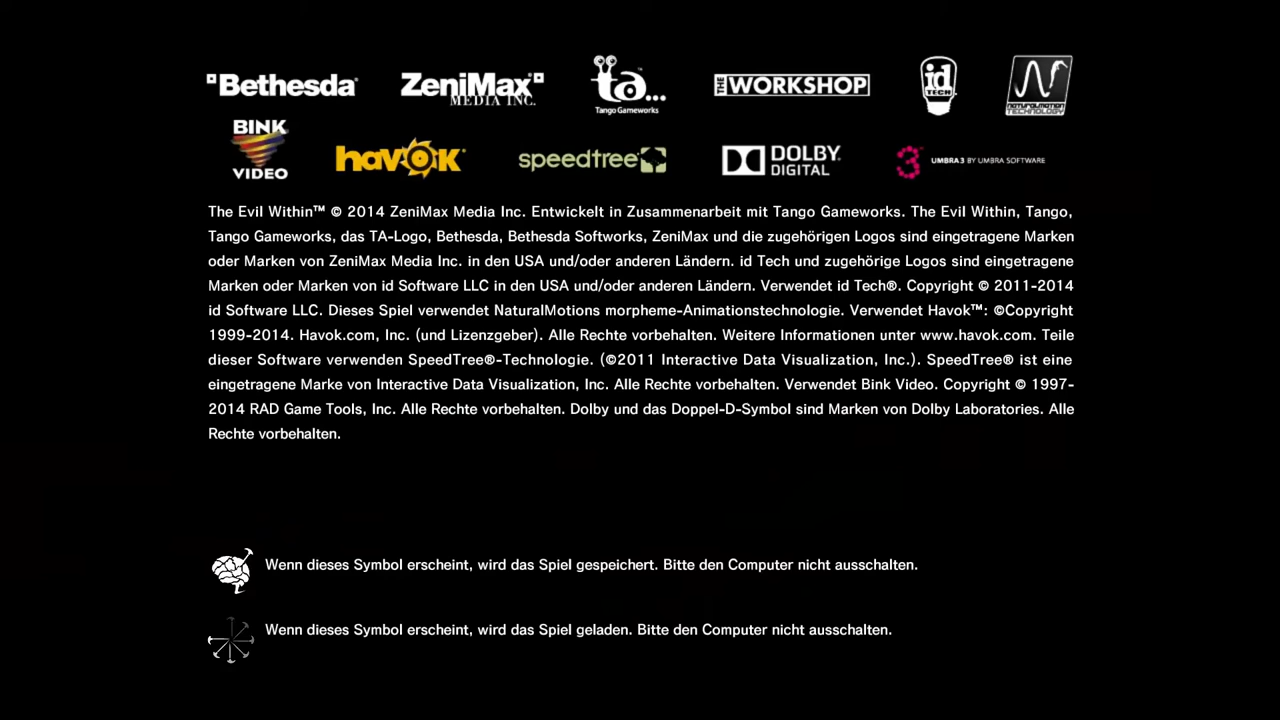 Bethesda® ZeniMax® MEDIA INC. ta...™ Tango Gameworks THE WORKSHOP id TECH NATURALMOTION TECHNOLOGY
BINK VIDEO havok speedtree DOLBY DIGITAL 3 UMBRA 3 BY UMBRA SOFTWARE
The Evil Within™ © 2014 ZeniMax Media Inc. Entwickelt in Zusammenarbeit mit Tango Gameworks. The Evil Within, Tango,
Tango Gameworks, das TA-Logo, Bethesda, Bethesda Softworks, ZeniMax und die zugehörigen Logos sind eingetragene Marken
oder Marken von ZeniMax Media Inc. in den USA und/oder anderen Ländern. id Tech und zugehörige Logos sind eingetragene
Marken oder Marken von id Software LLC in den USA und/oder anderen Ländern. Verwendet id Tech®. Copyright © 2011-2014
id Software LLC. Dieses Spiel verwendet NaturalMotions morpheme-Animationstechnologie. Verwendet Havok™: ©Copyright
1999-2014. Havok.com, Inc. (und Lizenzgeber). Alle Rechte vorbehalten. Weitere Informationen unter www.havok.com. Teile
dieser Software verwenden SpeedTree®-Technologie. (©2011 Interactive Data Visualization, Inc.). SpeedTree® ist eine
eingetragene Marke von Interactive Data Visualization, Inc. Alle Rechte vorbehalten. Verwendet Bink Video. Copyright © 1997-
2014 RAD Game Tools, Inc. Alle Rechte vorbehalten. Dolby und das Doppel-D-Symbol sind Marken von Dolby Laboratories. Alle
Rechte vorbehalten.
Wenn dieses Symbol erscheint, wird das Spiel gespeichert. Bitte den Computer nicht ausschalten.
Wenn dieses Symbol erscheint, wird das Spiel geladen. Bitte den Computer nicht ausschalten.